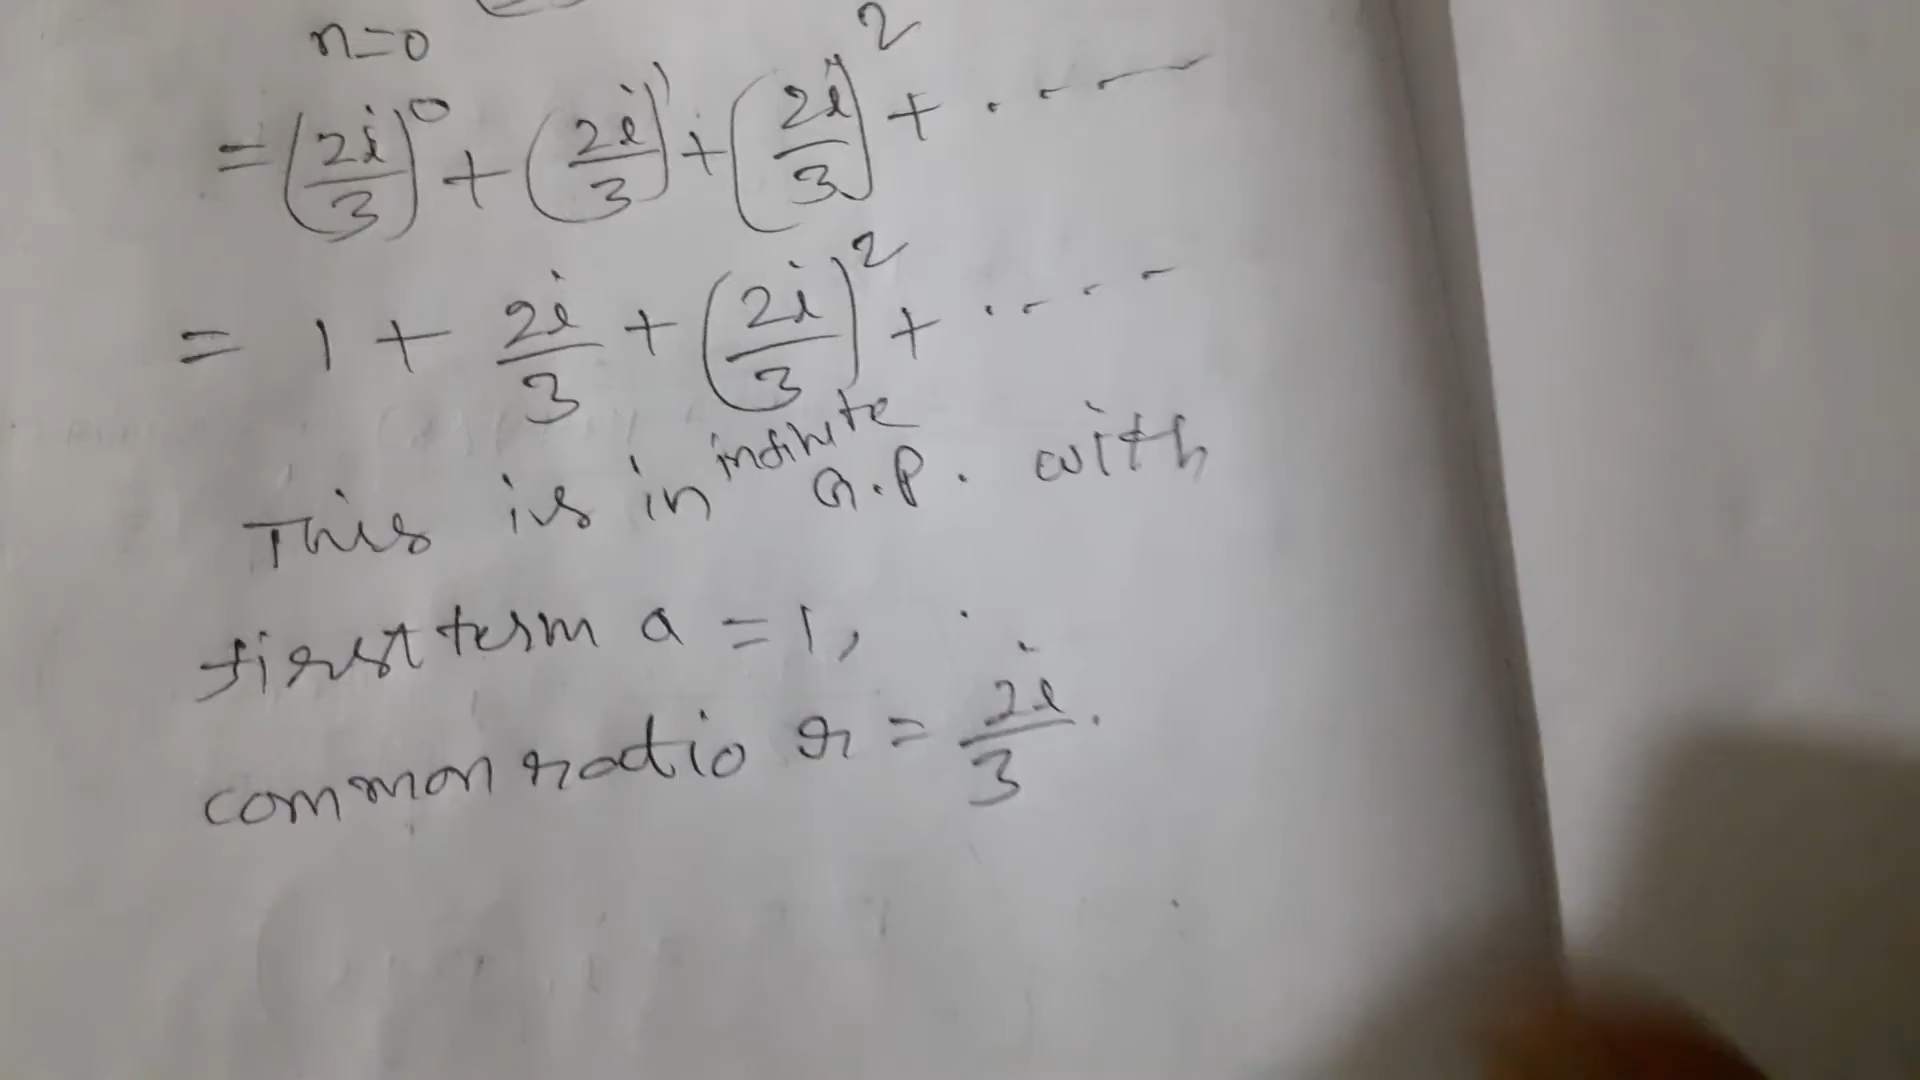 n=0
= (2i/3)^0 + (2i/3)^1 + (2i/3)^2 + ....
= 1 + 2i/3 + (2i/3)^2 + ....
This is in infinite G.P. with
first term a = 1,
common ratio r = 2i/3.